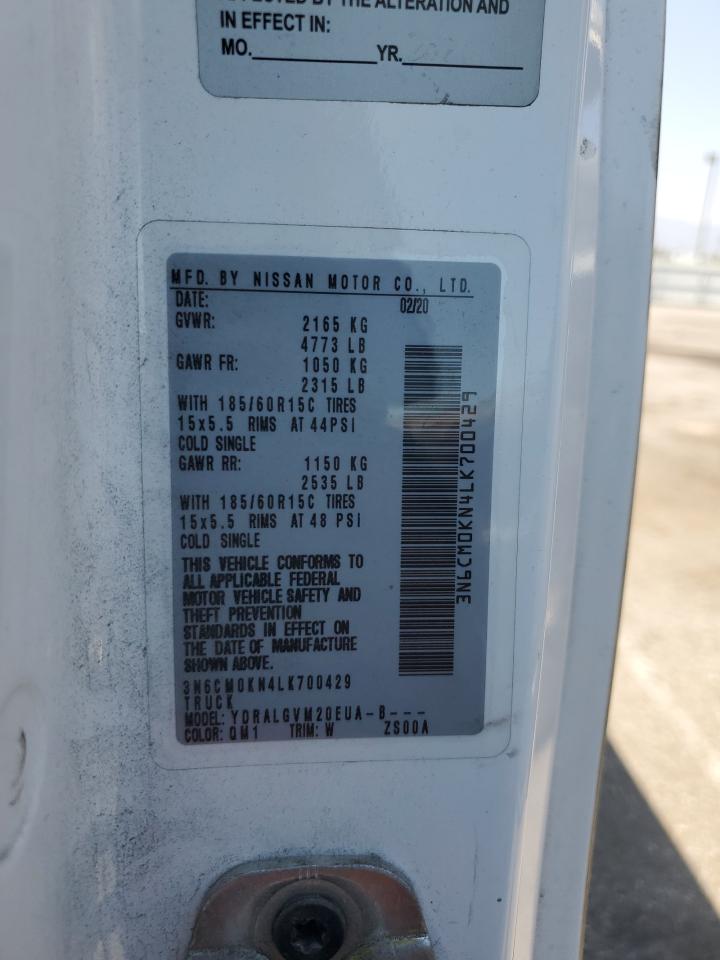 IN EFFECT IN:
MO.__________YR.__________
MFD. BY NISSAN MOTOR CO., LTD.
DATE: 02/20
GVWR: 2165 KG
4773 LB
GAWR FR: 1050 KG
2315 LB
WITH 185/60R15C TIRES
15x5.5 RIMS AT 44PSI
COLD SINGLE
GAWR RR: 1150 KG
2535 LB
WITH 185/60R15C TIRES
15x5.5 RIMS AT 48 PSI
COLD SINGLE
THIS VEHICLE CONFORMS TO
ALL APPLICABLE FEDERAL
MOTOR VEHICLE SAFETY AND
THEFT PREVENTION
STANDARDS IN EFFECT ON
THE DATE OF MANUFACTURE
SHOWN ABOVE.
3N6CM0KN4LK700429
TRUCK
MODEL: YDRALGVM20EUA-B---
COLOR: QM1 TRIM: W ZS00A
3N6CM0KN4LK700429